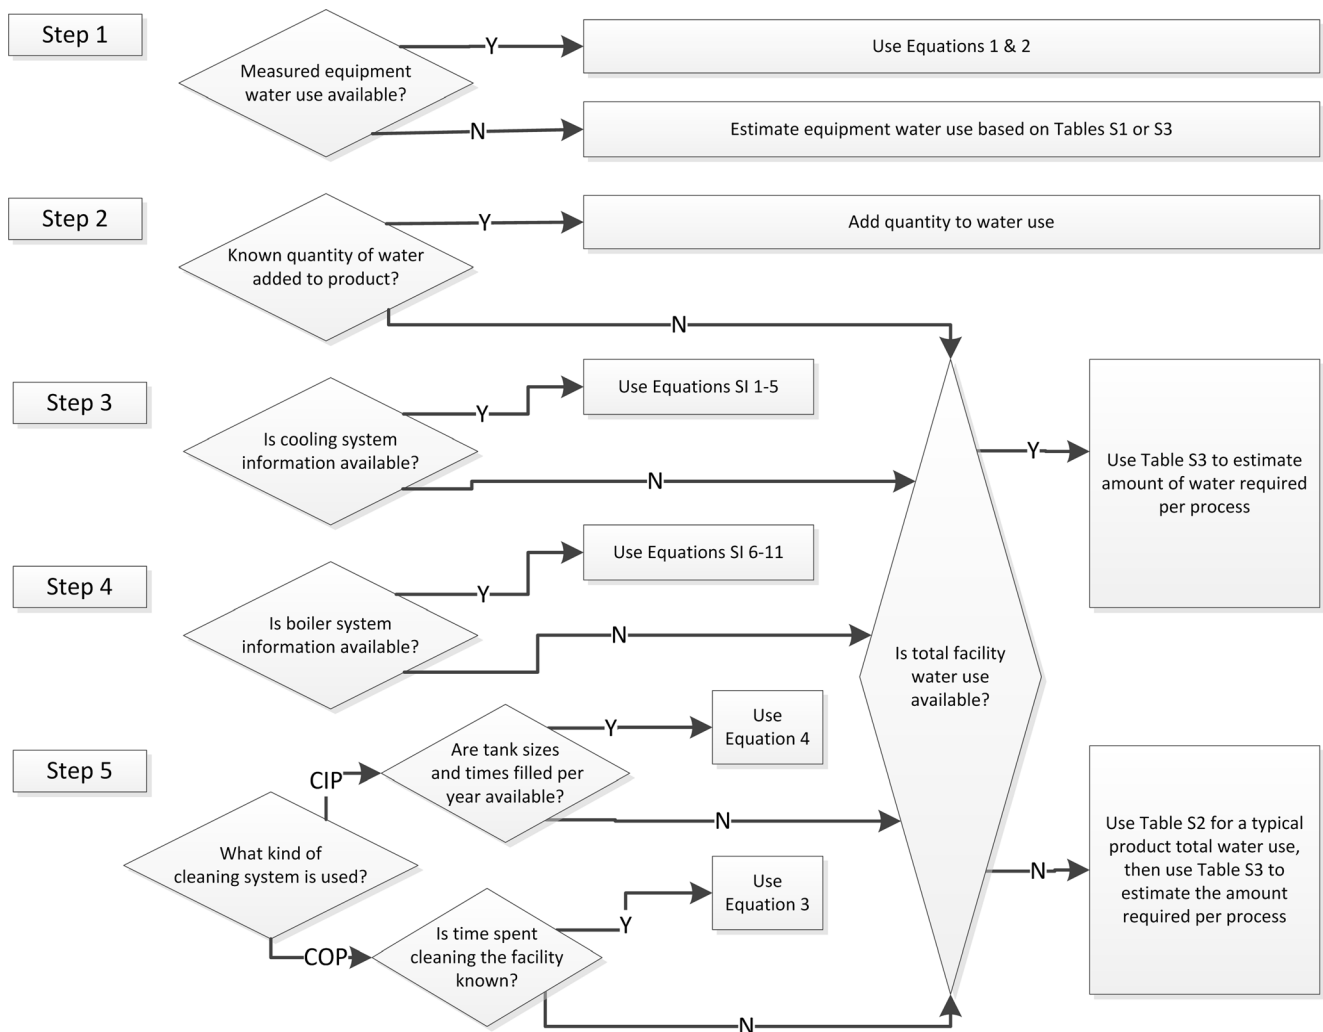 Step 1
Measured equipment
water use available?
Y
Use Equations 1 & 2
N
Estimate equipment water use based on Tables S1 or S3
Step 2
Known quantity of water
added to product?
Y
Add quantity to water use
N
Step 3
Is cooling system
information available?
Y
Use Equations SI 1-5
N
Step 4
Is boiler system
information available?
Y
Use Equations SI 6-11
N
Step 5
What kind of
cleaning system is used?
CIP
Are tank sizes
and times filled per
year available?
Y
Use
Equation 4
N
COP
Is time spent
cleaning the facility
known?
Y
Use
Equation 3
N
Is total facility
water use
available?
Y
Use Table S3 to estimate
amount of water required
per process
N
Use Table S2 for a typical
product total water use,
then use Table S3 to
estimate the amount
required per process